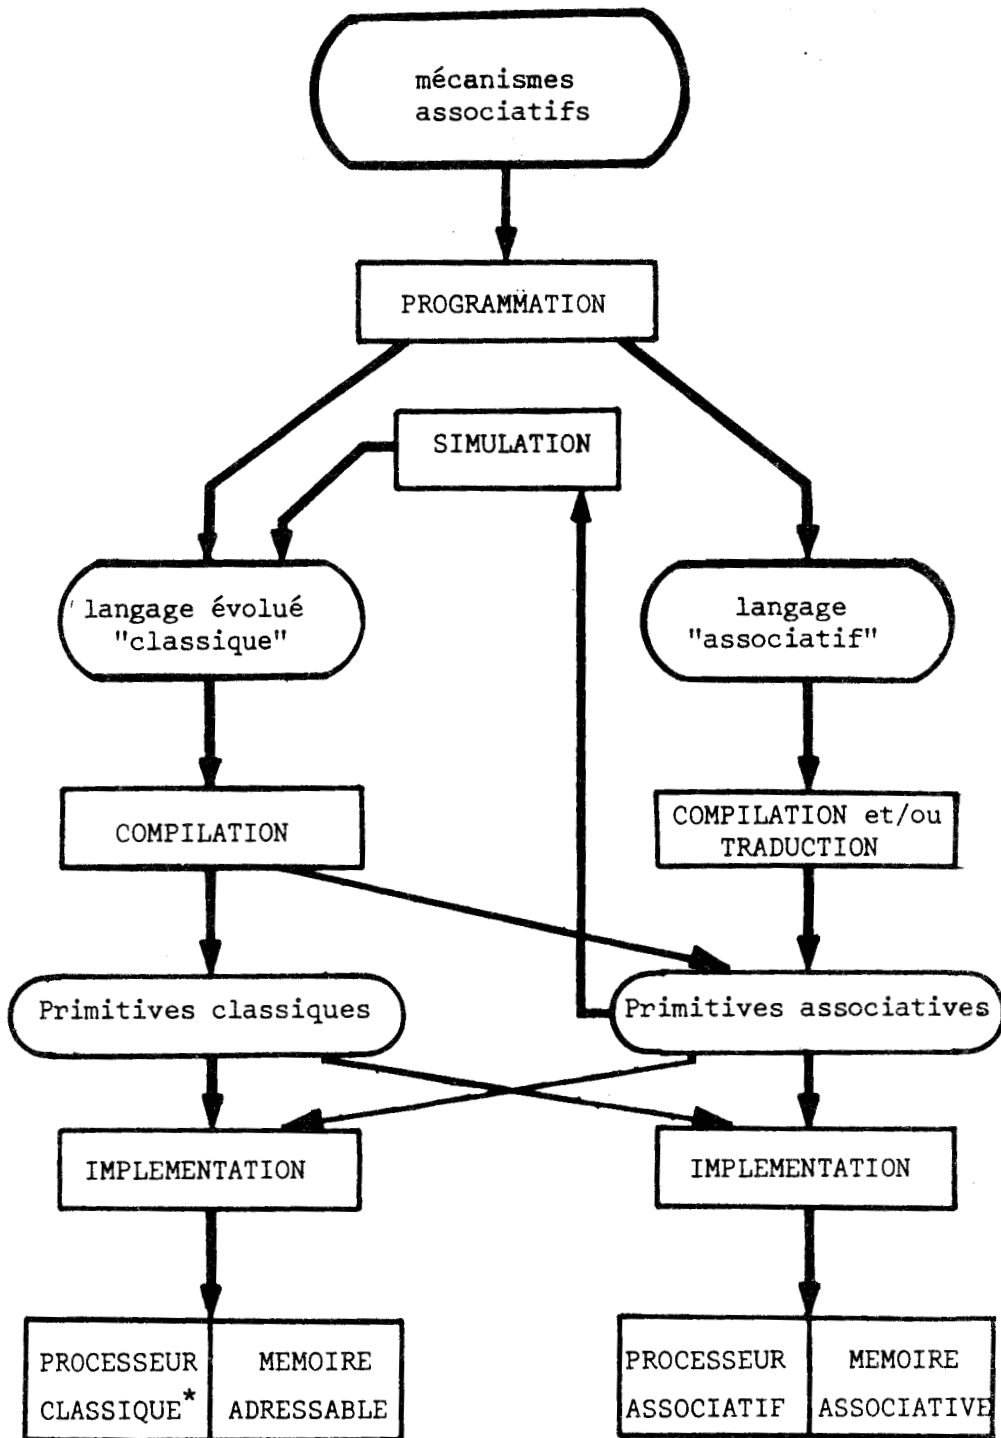 mécanismes
associatifs
PROGRAMMATION
SIMULATION
langage évolué
"classique"
langage
"associatif"
COMPILATION
COMPILATION et/ou
TRADUCTION
Primitives classiques
Primitives associatives
IMPLEMENTATION
IMPLEMENTATION
PROCESSEUR
CLASSIQUE*
MEMOIRE
ADRESSABLE
PROCESSEUR
ASSOCIATIF
MEMOIRE
ASSOCIATIVE